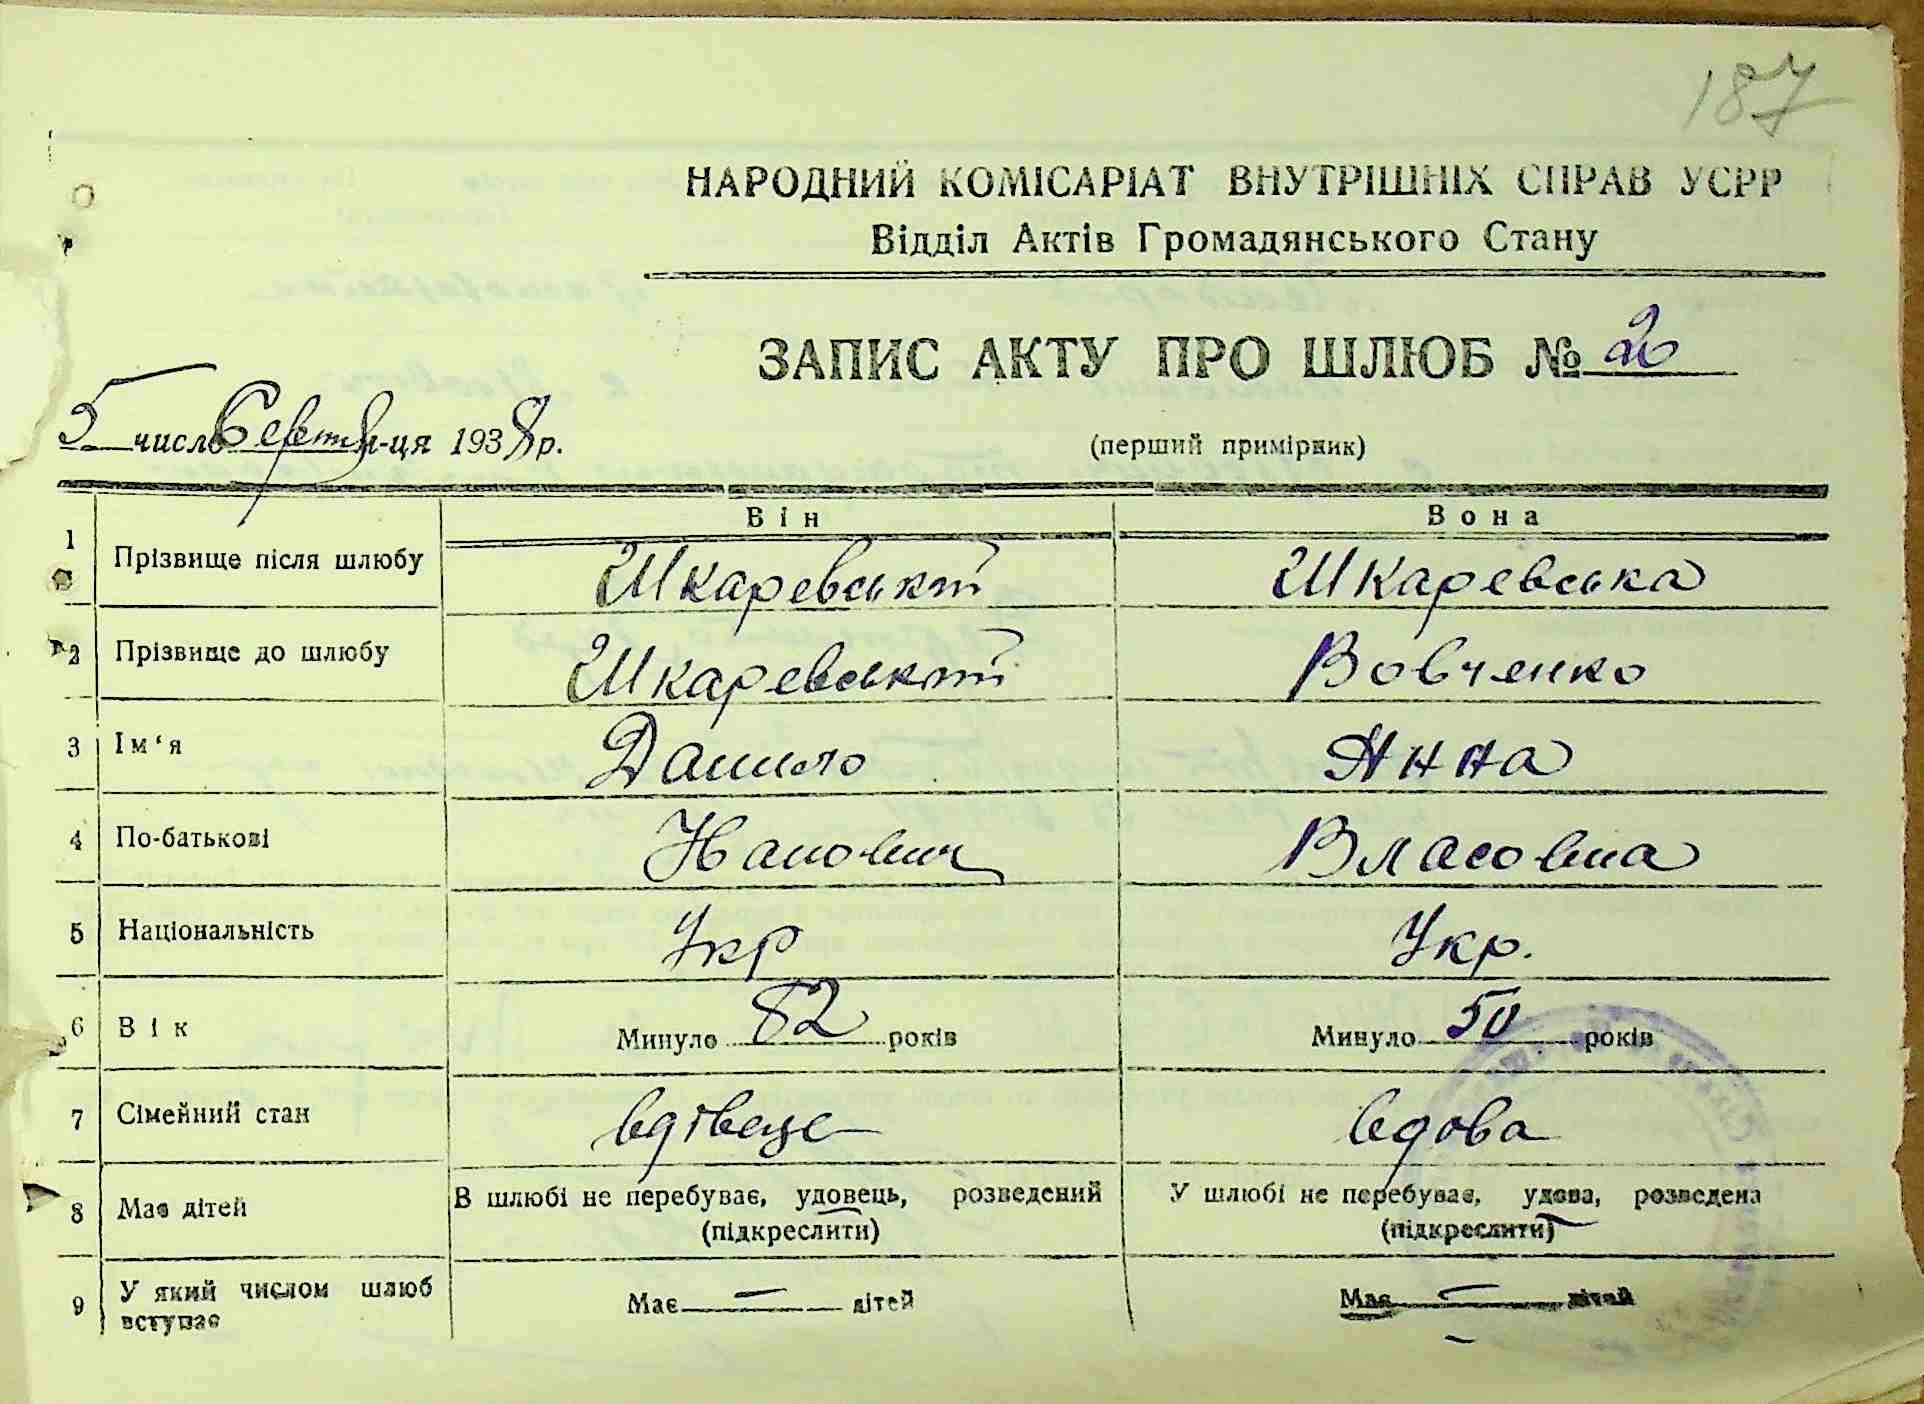 187
НАРОДНИЙ КОМІСАРІАТ ВНУТРІШНІХ СПРАВ УСРР
Відділ Актів Громадянського Стану
ЗАПИС АКТУ ПРО ШЛЮБ № 26
5 число Серпня м-ця 1938 р.
(перший примірник)
Він Вона
1 Прізвище після шлюбу Шкаревський Шкаревська
2 Прізвище до шлюбу Шкаревський Вовченко
3 Ім'я Данило Анна
4 По-батькові Власовна
5 Національність Укр Укр.
6 Вік Минуло 82 років Минуло 50 років
7 Сімейний стан вдівець вдова
8 Має дітей В шлюбі не перебуває, удовець, розведений (підкреслити) У шлюбі не перебуває, удова, розведена (підкреслити)
9 У який числом шлюб вступає Має — дітей Має — дітей